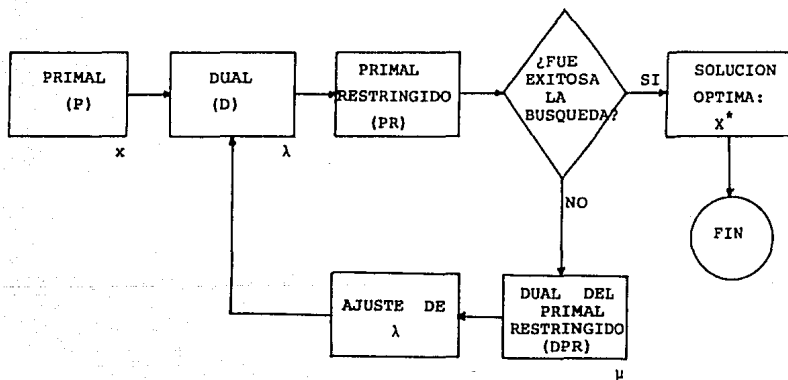 PRIMAL
(P)
x
DUAL
(D)
λ
PRIMAL
RESTRINGIDO
(PR)
¿FUE
EXITOSA
LA
BUSQUEDA?
SI
SOLUCION
OPTIMA:
X*
FIN
NO
DUAL DEL
PRIMAL
RESTRINGIDO
(DPR)
μ
AJUSTE DE
λ